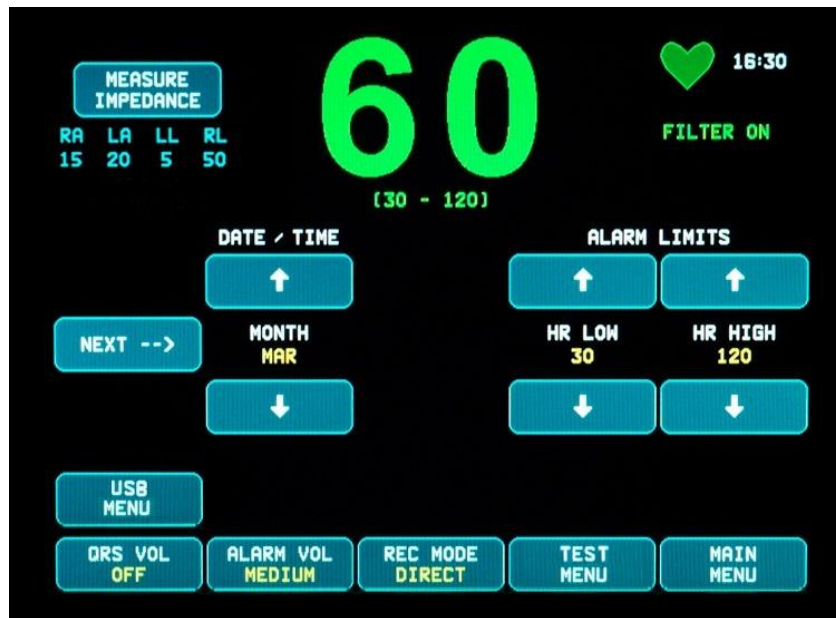 MEASURE
IMPEDANCE
RA LA LL RL
15 20 5 50
60
(30 - 120)
16:30
FILTER ON
DATE / TIME
ALARM LIMITS
NEXT -->
MONTH
MAR
HR LOW
30
HR HIGH
120
USB
MENU
QRS VOL
OFF
ALARM VOL
MEDIUM
REC MODE
DIRECT
TEST
MENU
MAIN
MENU